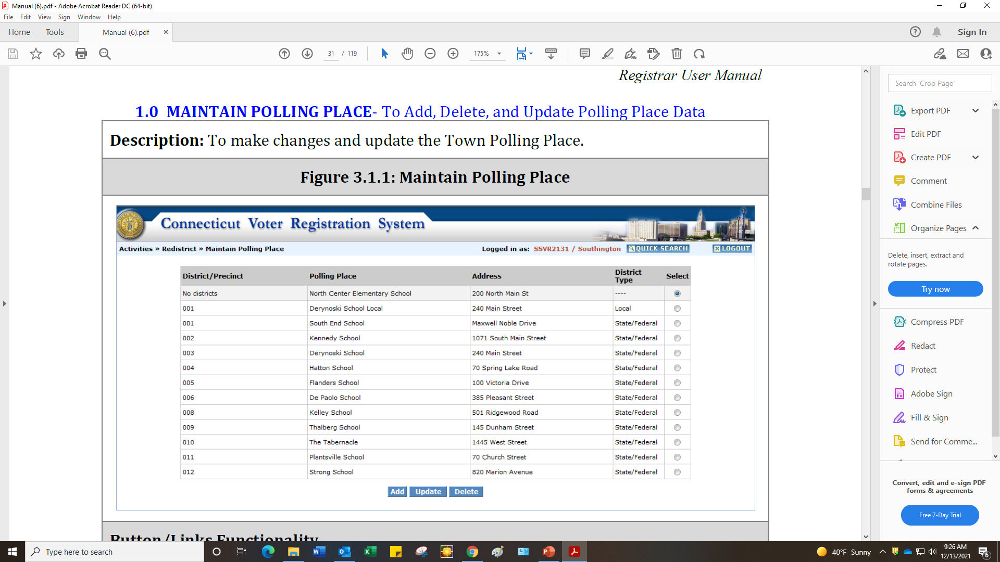 Manual (6).pdf - Adobe Acrobat Reader DC (64-bit)
File Edit View Sign Window Help
Home Tools Manual (6).pdf × Sign In
31 / 119 175%
Registrar User Manual
1.0 MAINTAIN POLLING PLACE- To Add, Delete, and Update Polling Place Data
Description: To make changes and update the Town Polling Place.
Figure 3.1.1: Maintain Polling Place
Connecticut Voter Registration System
Activities » Redistrict » Maintain Polling Place Logged in as: SSVR2131 / Southington QUICK SEARCH LOGOUT
District/Precinct Polling Place Address District Type Select
No districts North Center Elementary School 200 North Main St ----
001 Derynoski School Local 240 Main Street Local
001 South End School Maxwell Noble Drive State/Federal
002 Kennedy School 1071 South Main Street State/Federal
003 Derynoski School 240 Main Street State/Federal
004 Hatton School 70 Spring Lake Road State/Federal
005 Flanders School 100 Victoria Drive State/Federal
006 De Paolo School 385 Pleasant Street State/Federal
008 Kelley School 501 Ridgewood Road State/Federal
009 Thalberg School 145 Dunham Street State/Federal
010 The Tabernacle 1445 West Street State/Federal
011 Plantsville School 70 Church Street State/Federal
012 Strong School 820 Marion Avenue State/Federal
Add Update Delete
Button/Links Functionality
Search 'Crop Page'
Export PDF
Edit PDF
Create PDF
Comment
Combine Files
Organize Pages
Delete, insert, extract and
rotate pages.
Try now
Compress PDF
Redact
Protect
Adobe Sign
Fill & Sign
Send for Comme...
Convert, edit and e-sign PDF
forms & agreements
Free 7-Day Trial
Type here to search
40°F Sunny
9:26 AM
12/13/2021
6